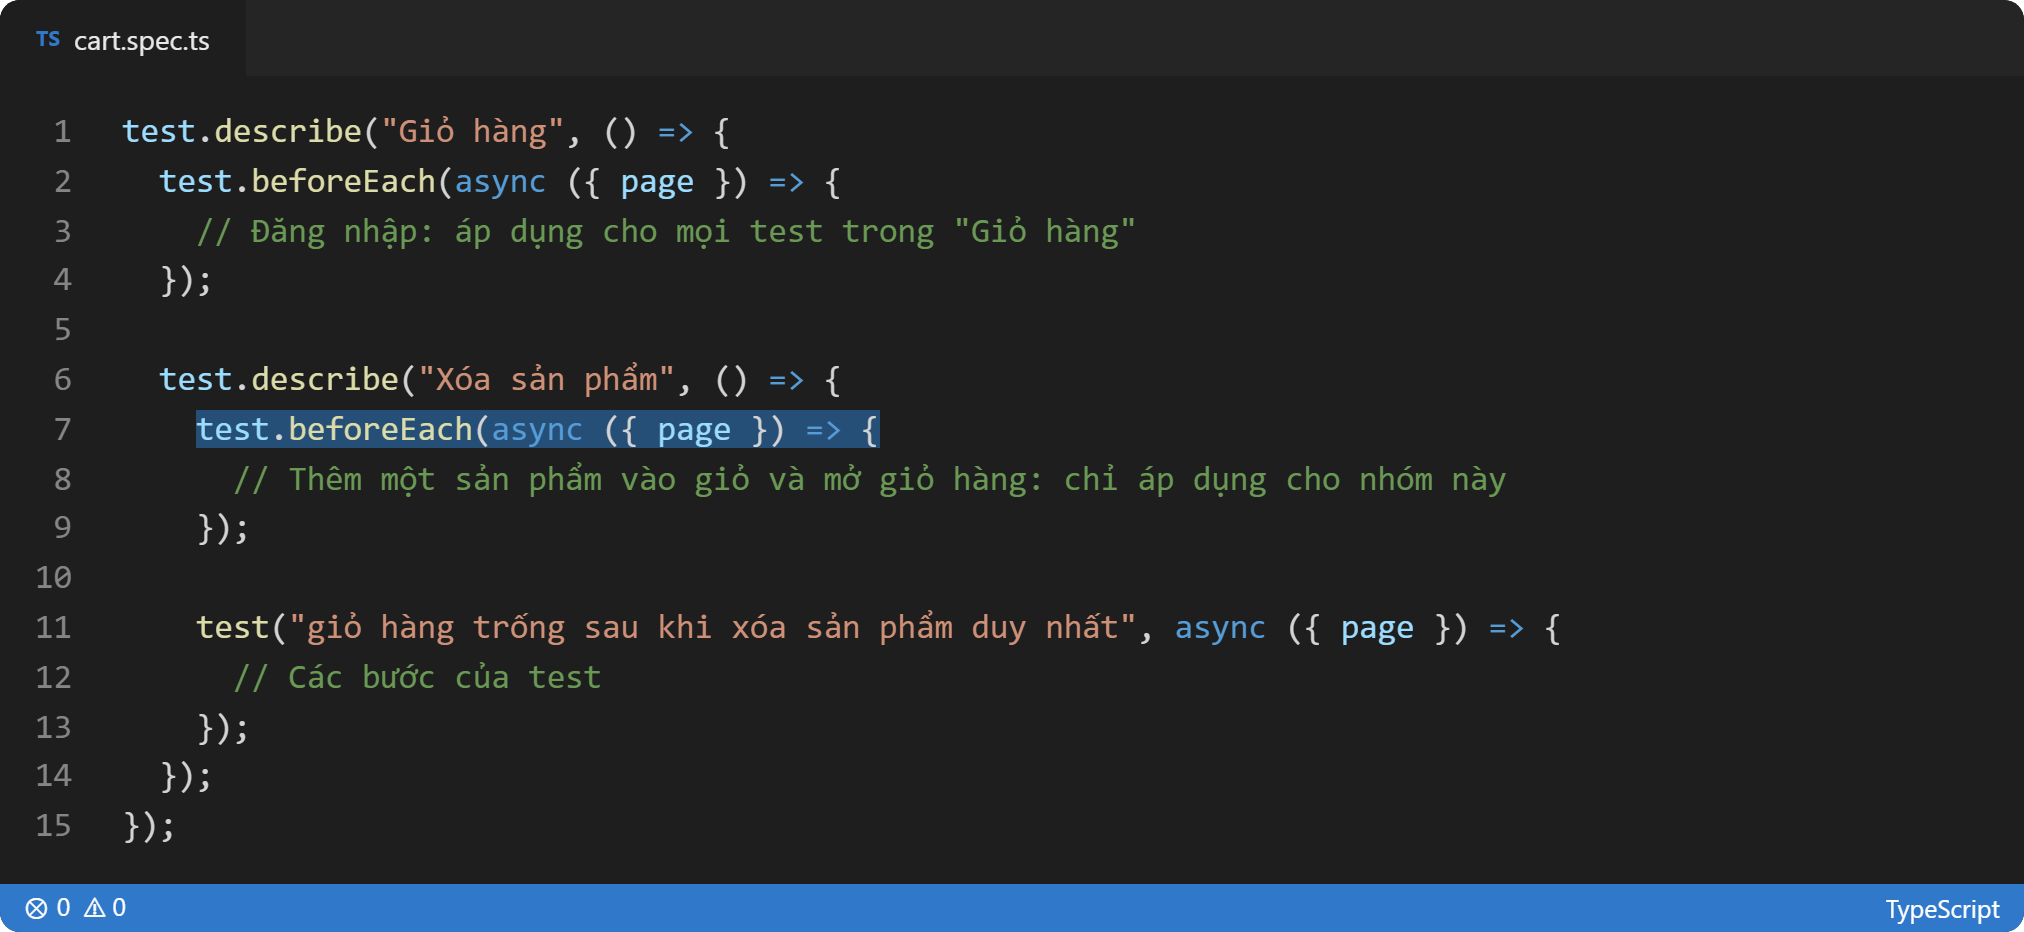 TS cart.spec.ts
1 test.describe("Giỏ hàng", () => {
2 test.beforeEach(async ({ page }) => {
3 // Đăng nhập: áp dụng cho mọi test trong "Giỏ hàng"
4 });
5
6 test.describe("Xóa sản phẩm", () => {
7 test.beforeEach(async ({ page }) => {
8 // Thêm một sản phẩm vào giỏ và mở giỏ hàng: chỉ áp dụng cho nhóm này
9 });
10
11 test("giỏ hàng trống sau khi xóa sản phẩm duy nhất", async ({ page }) => {
12 // Các bước của test
13 });
14 });
15 });
0 0 TypeScript